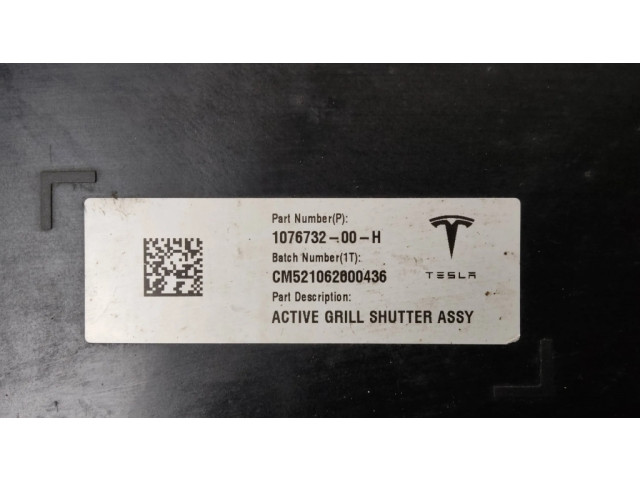 Part Number(P):
1076732-00-H
Batch Number(1T):
CM521062800436
Part Description:
ACTIVE GRILL SHUTTER ASSY
TESLA